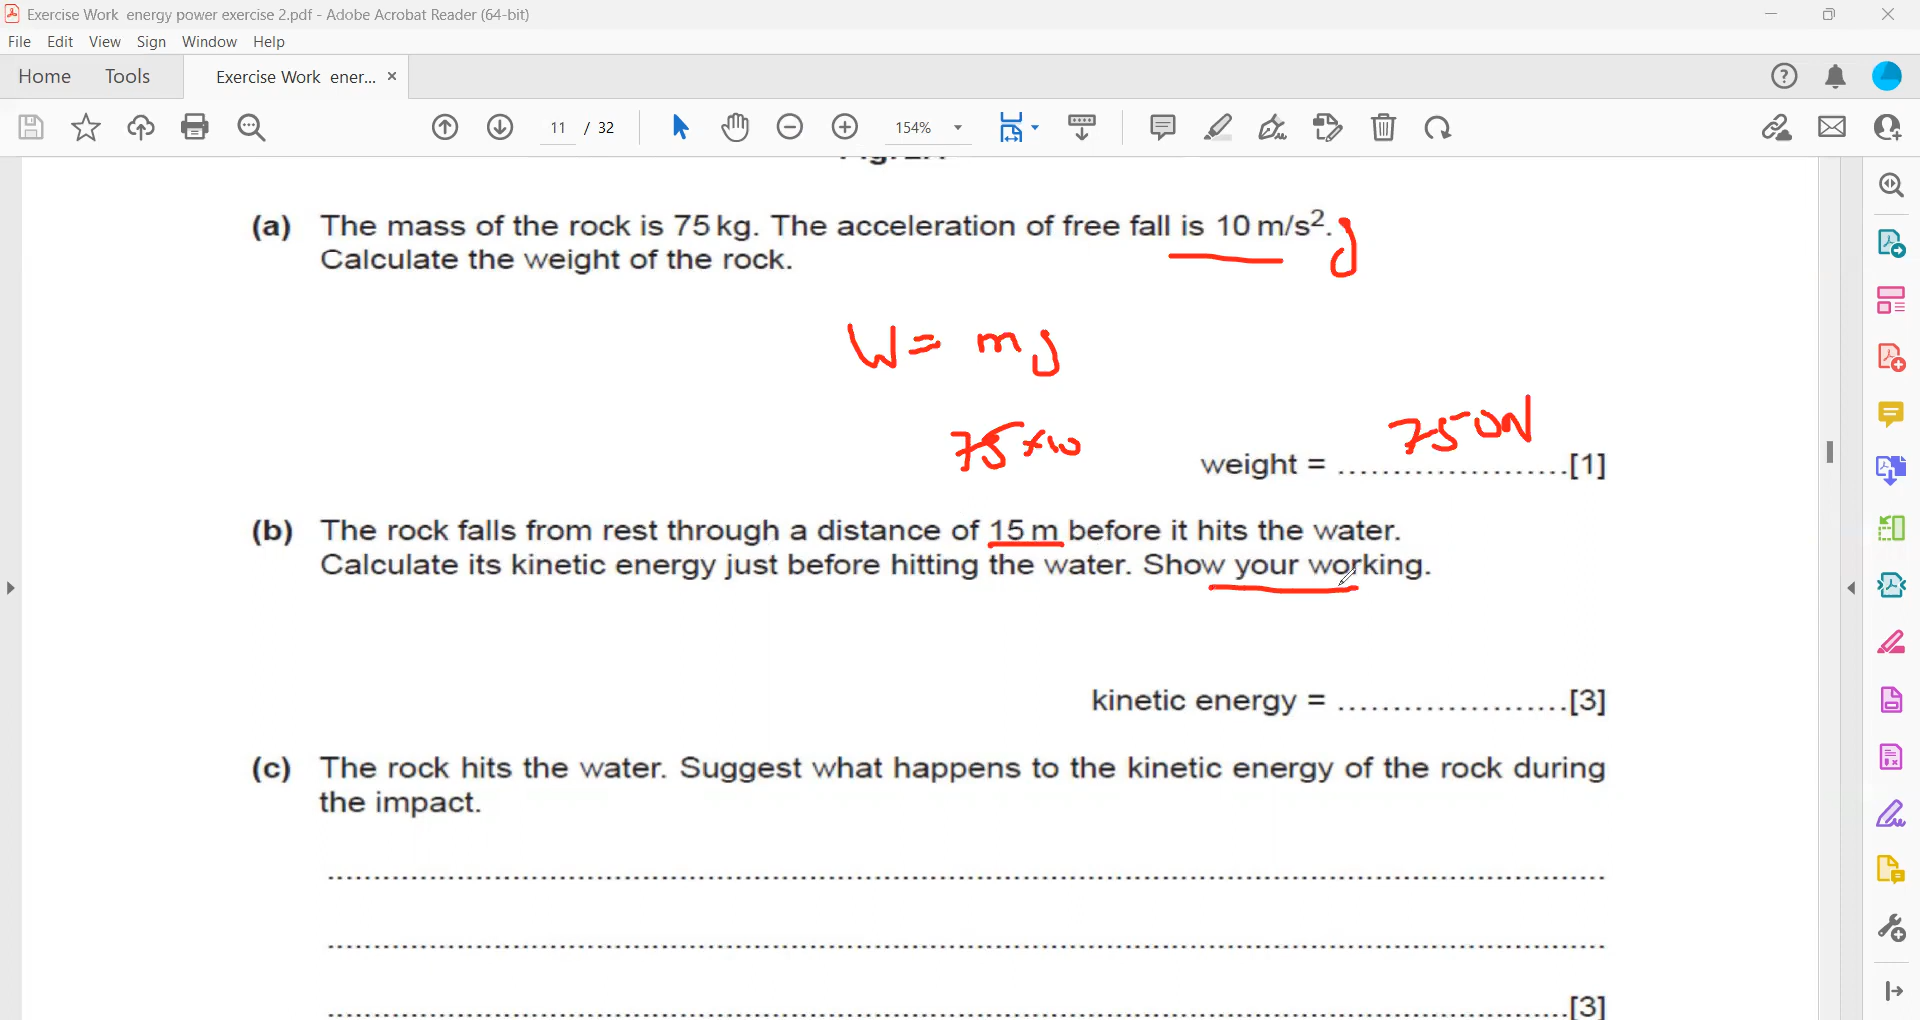 Exercise Work energy power exercise 2.pdf - Adobe Acrobat Reader (64-bit)
File Edit View Sign Window Help
Home Tools Exercise Work ener... ×
11 / 32 154%
(a) The mass of the rock is 75 kg. The acceleration of free fall is 10 m/s². g
Calculate the weight of the rock.
W = mg
75×10
750N
weight = ......................[1]
(b) The rock falls from rest through a distance of 15 m before it hits the water.
Calculate its kinetic energy just before hitting the water. Show your working.
kinetic energy = ......................[3]
(c) The rock hits the water. Suggest what happens to the kinetic energy of the rock during
the impact.
[3]